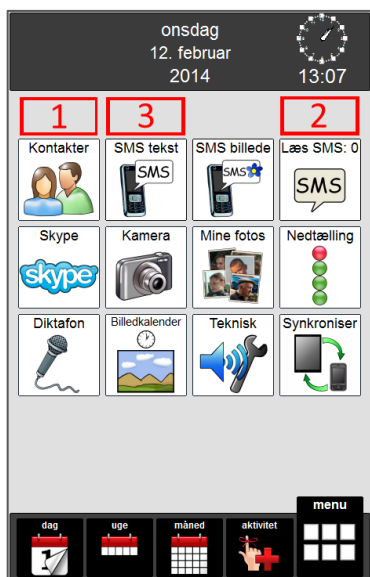 onsdag
12. februar
2014
13:07
1 3 2
Kontakter SMS tekst SMS billede Læs SMS: 0
SMS SMS SMS
Skype Kamera Mine fotos Nedtælling
skype
Diktafon Billedkalender Teknisk Synkroniser
menu
dag uge måned aktivitet
1